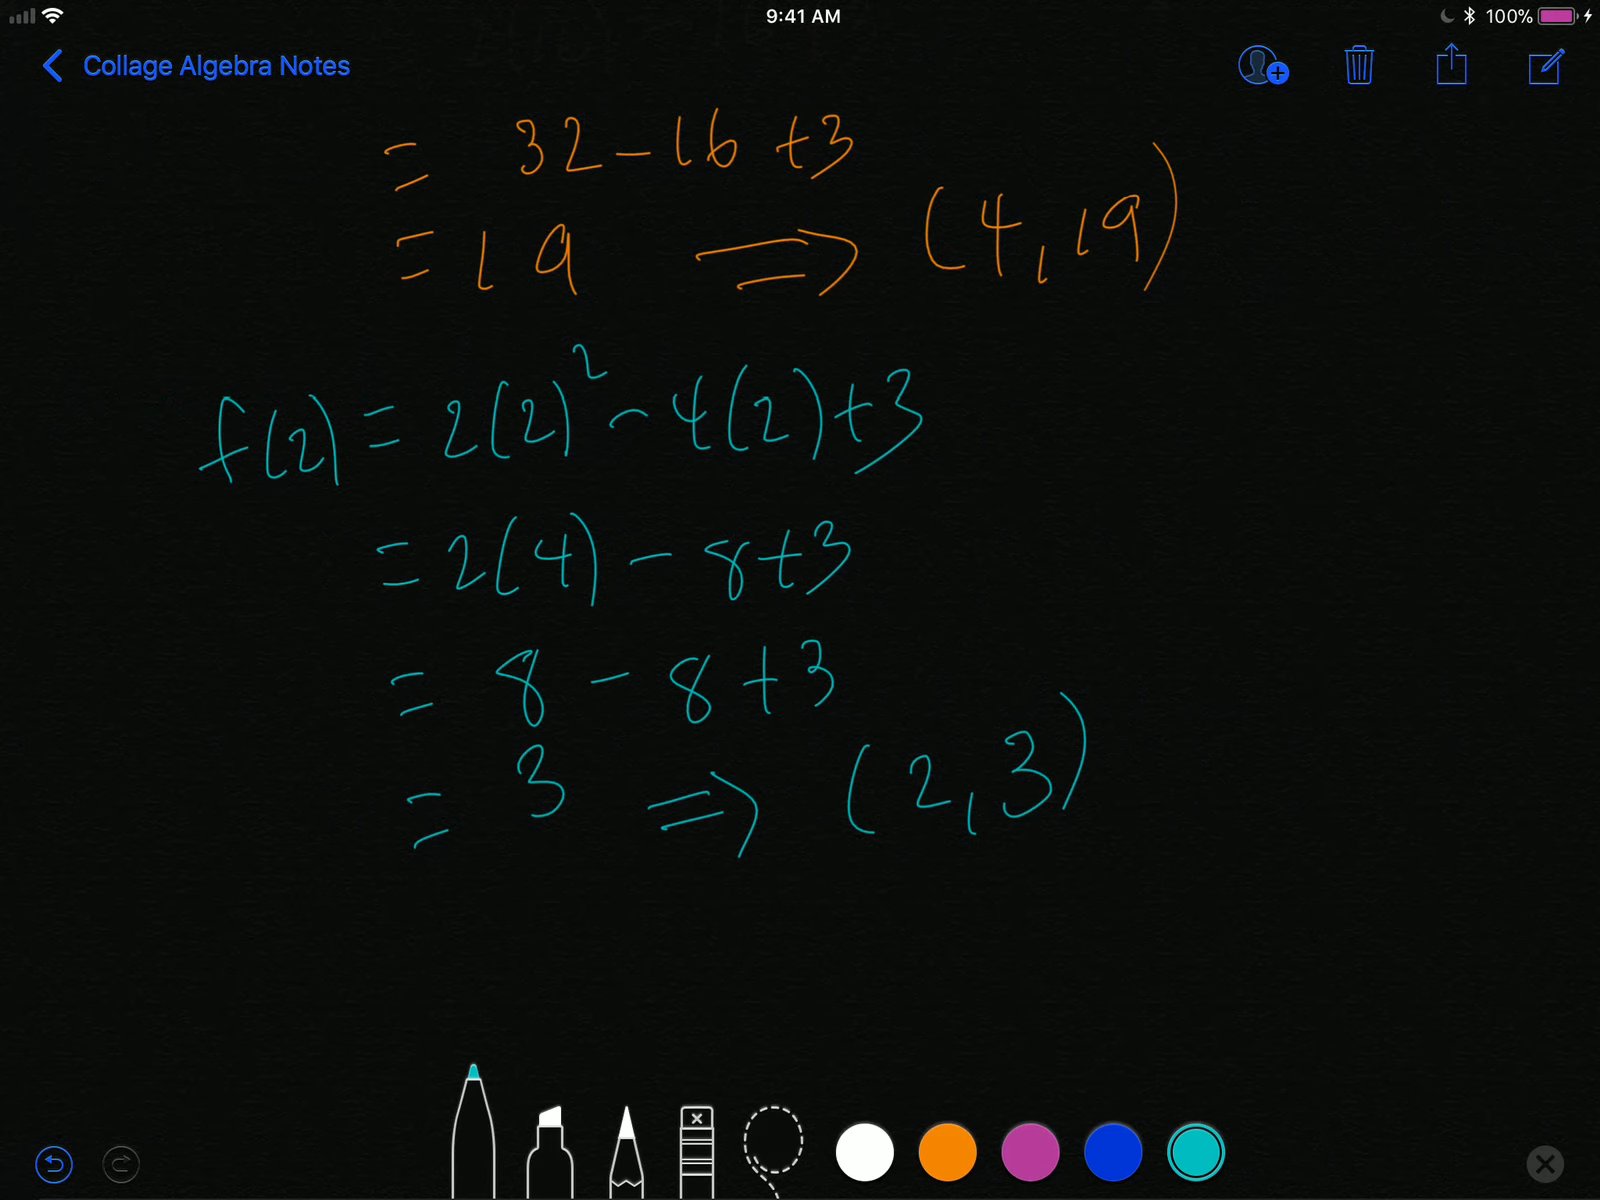 9:41 AM
100%
Collage Algebra Notes
= 32 - 16 + 3
= 19 ⟹ (4, 19)
f(2) = 2(2)² - 4(2) + 3
= 2(4) - 8 + 3
= 8 - 8 + 3
= 3 ⟹ (2, 3)